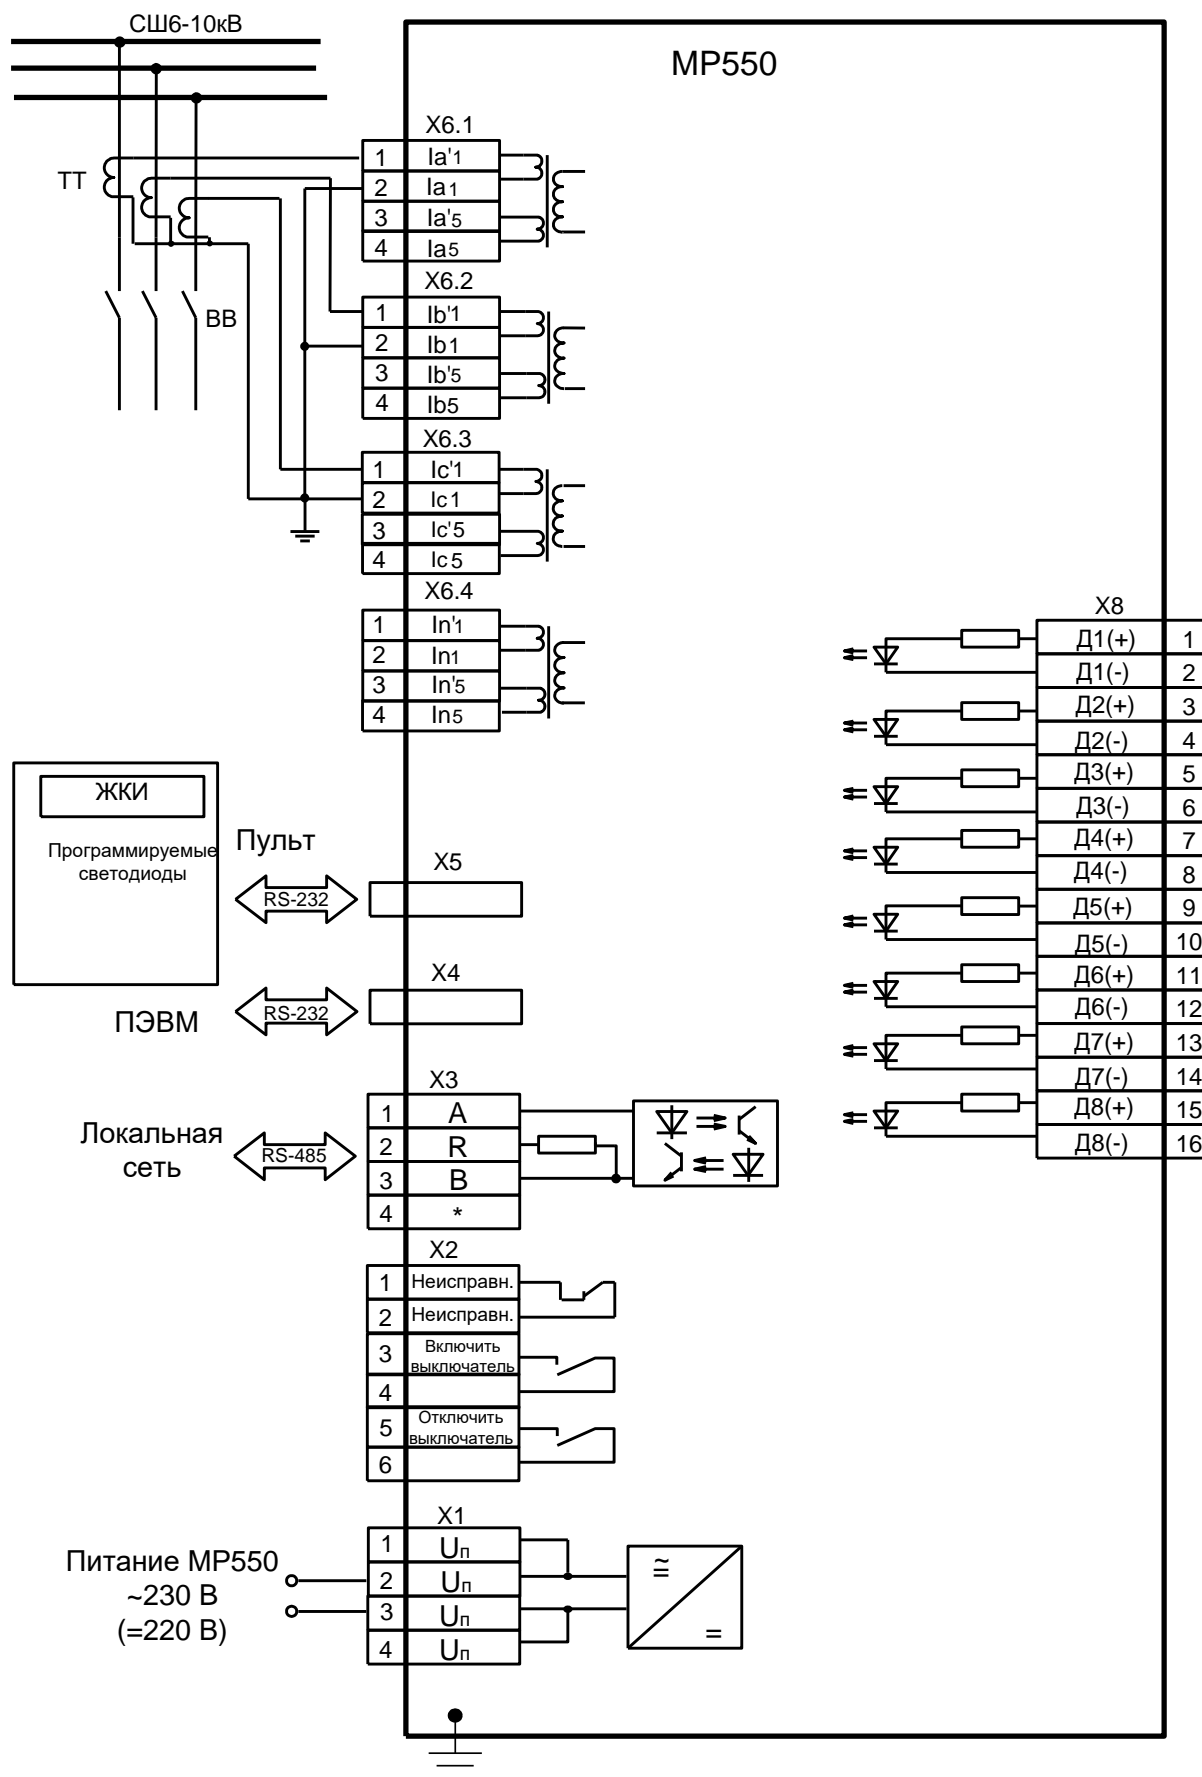 СШ6-10кВ
МР550
ТТ
ВВ
X6.1
1 Ia'1
2 Ia1
3 Ia'5
4 Ia5
X6.2
1 Ib'1
2 Ib1
3 Ib'5
4 Ib5
X6.3
1 Ic'1
2 Ic1
3 Ic'5
4 Ic5
X6.4
1 In'1
2 In1
3 In'5
4 In5
X8
Д1(+) 1
Д1(-) 2
Д2(+) 3
Д2(-) 4
Д3(+) 5
Д3(-) 6
Д4(+) 7
Д4(-) 8
Д5(+) 9
Д5(-) 10
Д6(+) 11
Д6(-) 12
Д7(+) 13
Д7(-) 14
Д8(+) 15
Д8(-) 16
ЖКИ
Программируемые
светодиоды
Пульт
RS-232
X5
ПЭВМ
RS-232
X4
Локальная
сеть
RS-485
X3
1 A
2 R
3 B
4 *
X2
1 Неисправн.
2 Неисправн.
3 Включить
выключатель
4
5 Отключить
выключатель
6
X1
1 Uп
2 Uп
3 Uп
4 Uп
Питание МР550
~230 В
(=220 В)